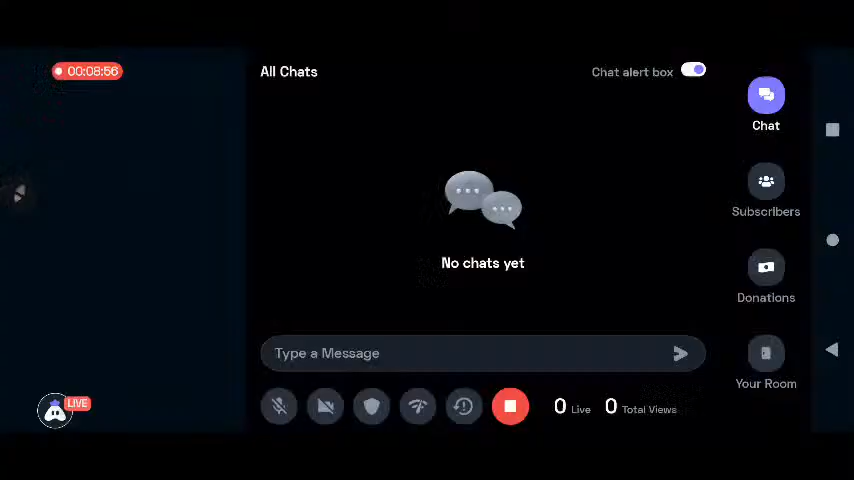 00:08:56
All Chats
Chat alert box
Chat
Subscribers
No chats yet
Donations
Type a Message
Your Room
LIVE
0 Live 0 Total Views